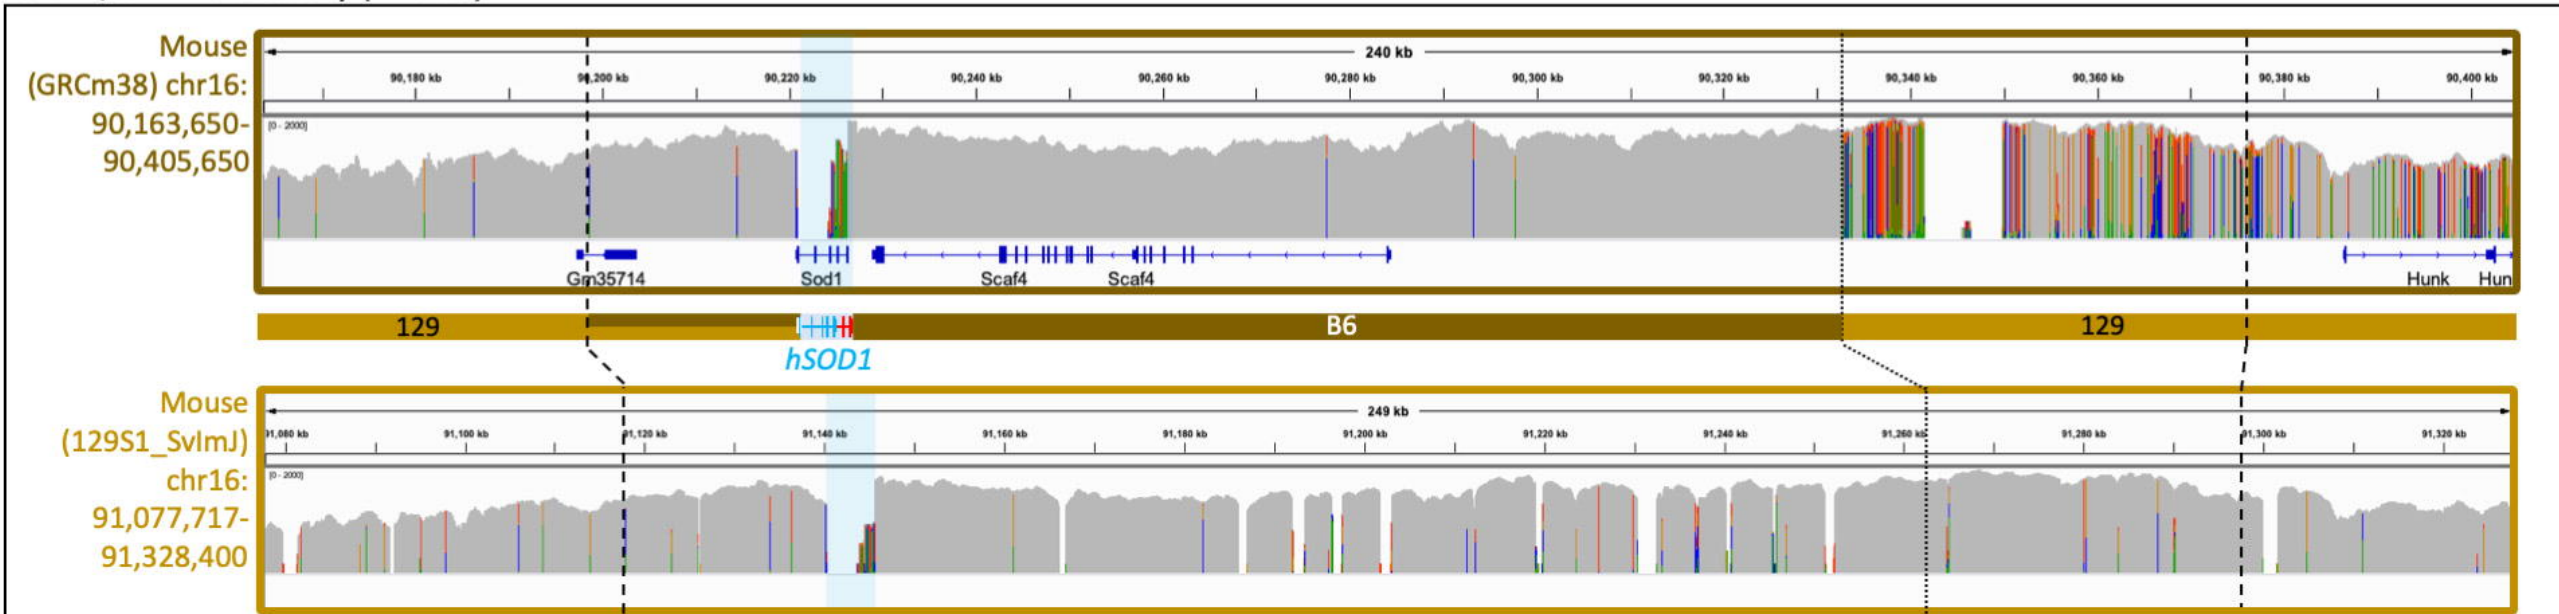 Mouse
(GRCm38) chr16:
90,163,650-
90,405,650
240 kb
90,180 kb 90,200 kb 90,220 kb 90,240 kb 90,260 kb 90,280 kb 90,300 kb 90,320 kb 90,340 kb 90,360 kb 90,380 kb 90,400 kb
[0 - 2000]
Gm35714 Sod1 Scaf4 Scaf4 Hunk Hun
129 B6 129
hSOD1
Mouse
(129S1_SvImJ)
chr16:
91,077,717-
91,328,400
249 kb
91,080 kb 91,100 kb 91,120 kb 91,140 kb 91,160 kb 91,180 kb 91,200 kb 91,220 kb 91,240 kb 91,260 kb 91,280 kb 91,300 kb 91,320 kb
[0 - 2000]